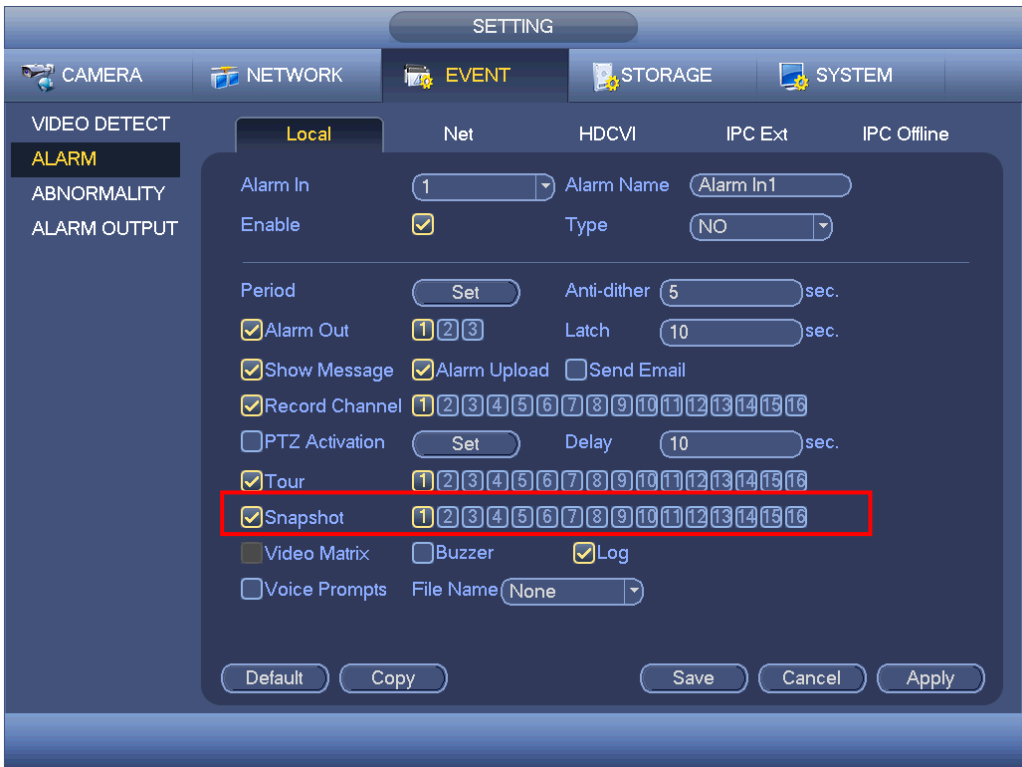 SETTING
CAMERA NETWORK EVENT STORAGE SYSTEM
VIDEO DETECT
ALARM
ABNORMALITY
ALARM OUTPUT
Local Net HDCVI IPC Ext IPC Offline
Alarm In 1 Alarm Name Alarm In1
Enable Type NO
Period Set Anti-dither 5 sec.
Alarm Out 1 2 3 Latch 10 sec.
Show Message Alarm Upload Send Email
Record Channel 1 2 3 4 5 6 7 8 9 10 11 12 13 14 15 16
PTZ Activation Set Delay 10 sec.
Tour 1 2 3 4 5 6 7 8 9 10 11 12 13 14 15 16
Snapshot 1 2 3 4 5 6 7 8 9 10 11 12 13 14 15 16
Video Matrix Buzzer Log
Voice Prompts File Name None
Default Copy Save Cancel Apply